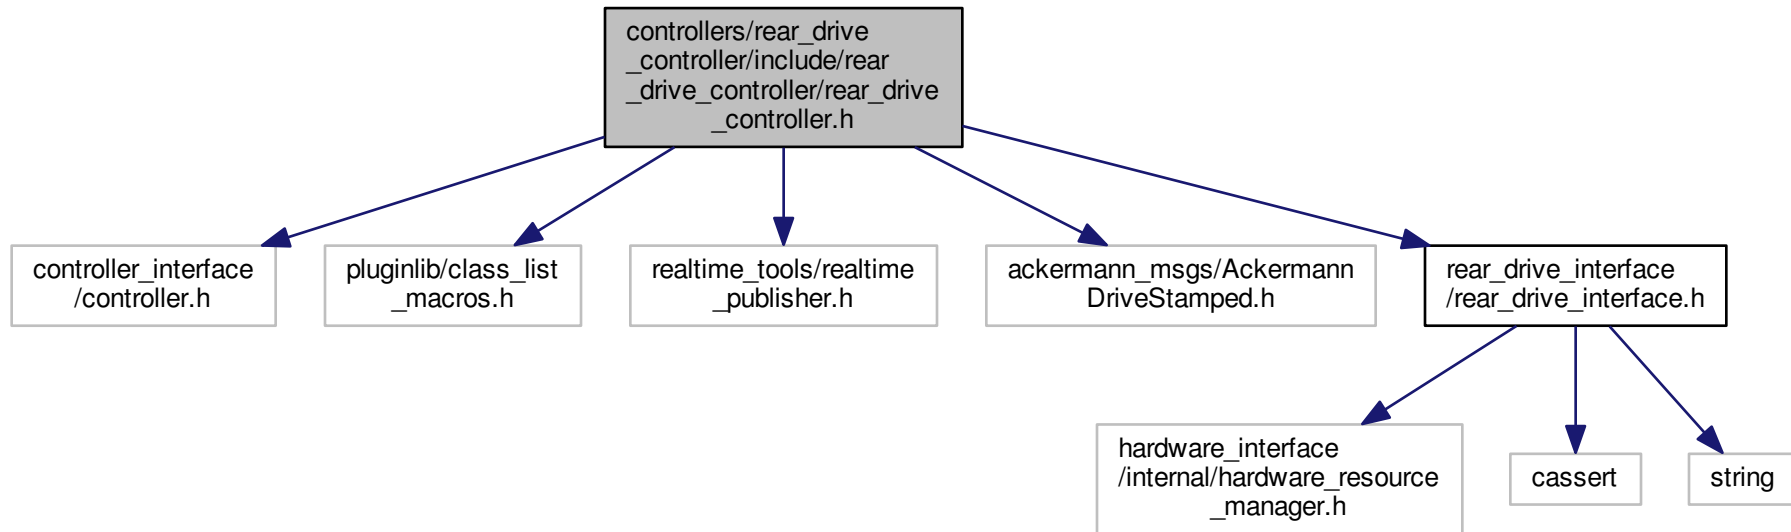 controllers/rear_drive
_controller/include/rear
_drive_controller/rear_drive
_controller.h
controller_interface
/controller.h
pluginlib/class_list
_macros.h
realtime_tools/realtime
_publisher.h
ackermann_msgs/Ackermann
DriveStamped.h
rear_drive_interface
/rear_drive_interface.h
hardware_interface
/internal/hardware_resource
_manager.h
cassert
string